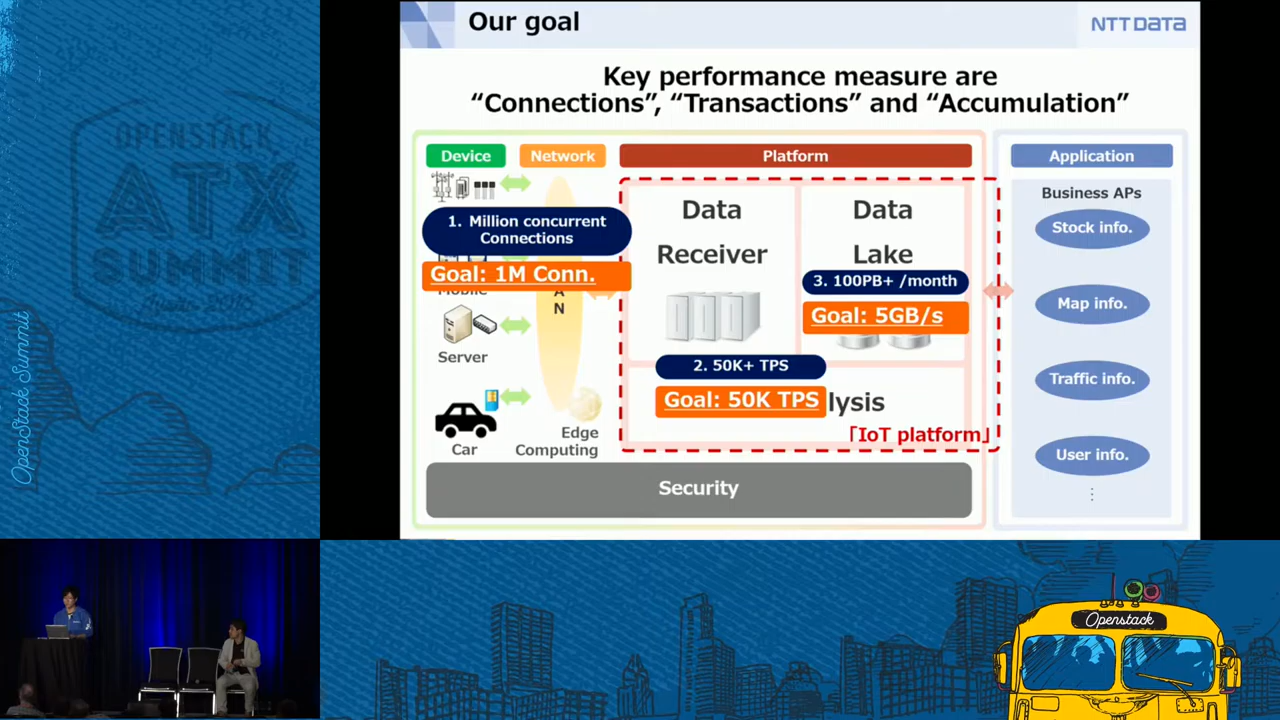 Our goal
NTT DATA
Key performance measure are
“Connections”, “Transactions” and “Accumulation”
Device
Network
Platform
Application
1. Million concurrent
Connections
Goal: 1M Conn.
Mobile
A
N
Server
Car
Edge
Computing
Data
Receiver
Data
Lake
3. 100PB+ /month
Goal: 5GB/s
2. 50K+ TPS
Goal: 50K TPS
lysis
「IoT platform」
Security
Business APs
Stock info.
Map info.
Traffic info.
User info.
⋮
OPENSTACK
ATX
SUMMIT
OpenStack Summit
Openstack